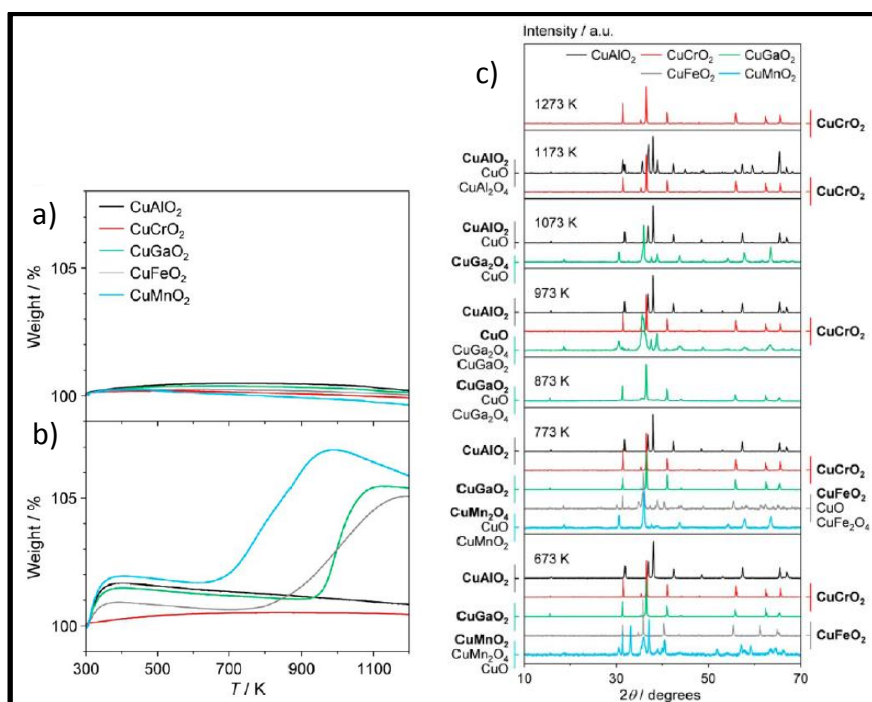 a)
CuAlO₂
CuCrO₂
CuGaO₂
CuFeO₂
CuMnO₂
Weight / %
105
100
b)
Weight / %
105
100
300
700
900
1100
T / K
c)
Intensity / a.u.
CuAlO₂ CuCrO₂ CuGaO₂
CuFeO₂ CuMnO₂
1273 K
CuCrO₂
1173 K
CuAlO₂
CuO
CuAl₂O₄
CuCrO₂
1073 K
CuAlO₂
CuO
CuGa₂O₄
CuO
973 K
CuAlO₂
CuO
CuGa₂O₄
CuGaO₂
CuCrO₂
873 K
CuGaO₂
CuO
CuGa₂O₄
773 K
CuAlO₂
CuGaO₂
CuMn₂O₄
CuO
CuMnO₂
CuCrO₂
CuFeO₂
CuO
CuFe₂O₄
673 K
CuAlO₂
CuGaO₂
CuMnO₂
CuMn₂O₄
CuO
CuCrO₂
CuFeO₂
10 30 50 70
2θ / degrees